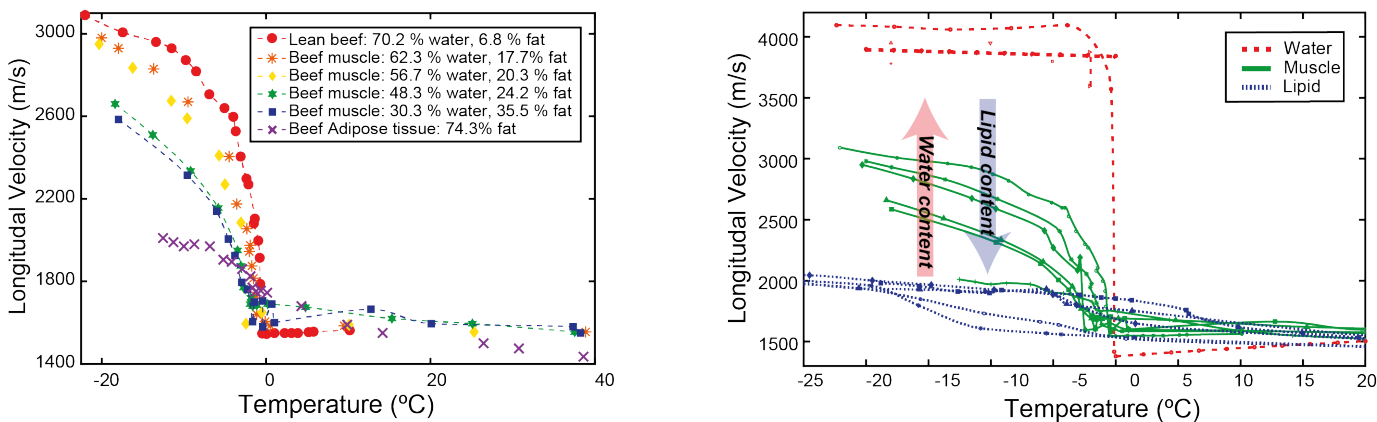 Longitudal Velocity (m/s)
3000
2600
2200
1800
1400
-20
0
20
40
Temperature (ºC)
Lean beef: 70.2 % water, 6.8 % fat
Beef muscle: 62.3 % water, 17.7% fat
Beef muscle: 56.7 % water, 20.3 % fat
Beef muscle: 48.3 % water, 24.2 % fat
Beef muscle: 30.3 % water, 35.5 % fat
Beef Adipose tissue: 74.3% fat
Longitudal Velocity (m/s)
4000
3500
3000
2500
2000
1500
-25
-20
-15
-10
-5
0
5
10
15
20
Temperature (ºC)
Water
Muscle
Lipid
Water content
Lipid content